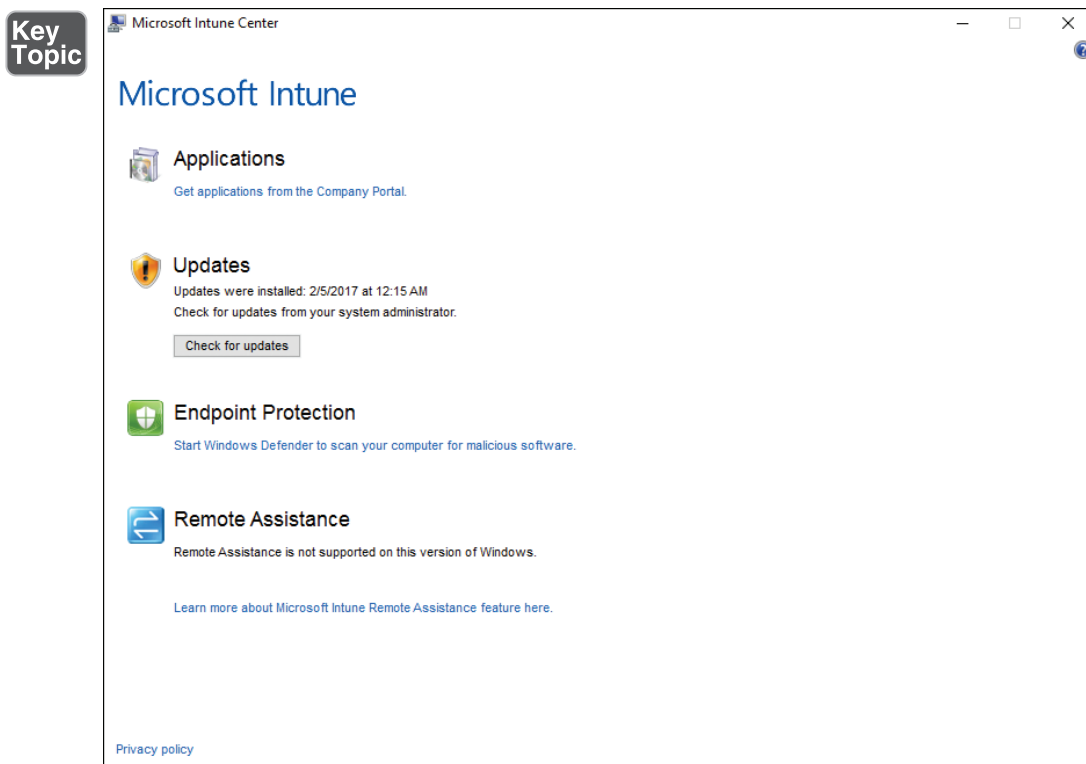 Key
Topic
Microsoft Intune Center
Microsoft Intune
Applications
Get applications from the Company Portal.
Updates
Updates were installed: 2/5/2017 at 12:15 AM
Check for updates from your system administrator.
Check for updates
Endpoint Protection
Start Windows Defender to scan your computer for malicious software.
Remote Assistance
Remote Assistance is not supported on this version of Windows.
Learn more about Microsoft Intune Remote Assistance feature here.
Privacy policy